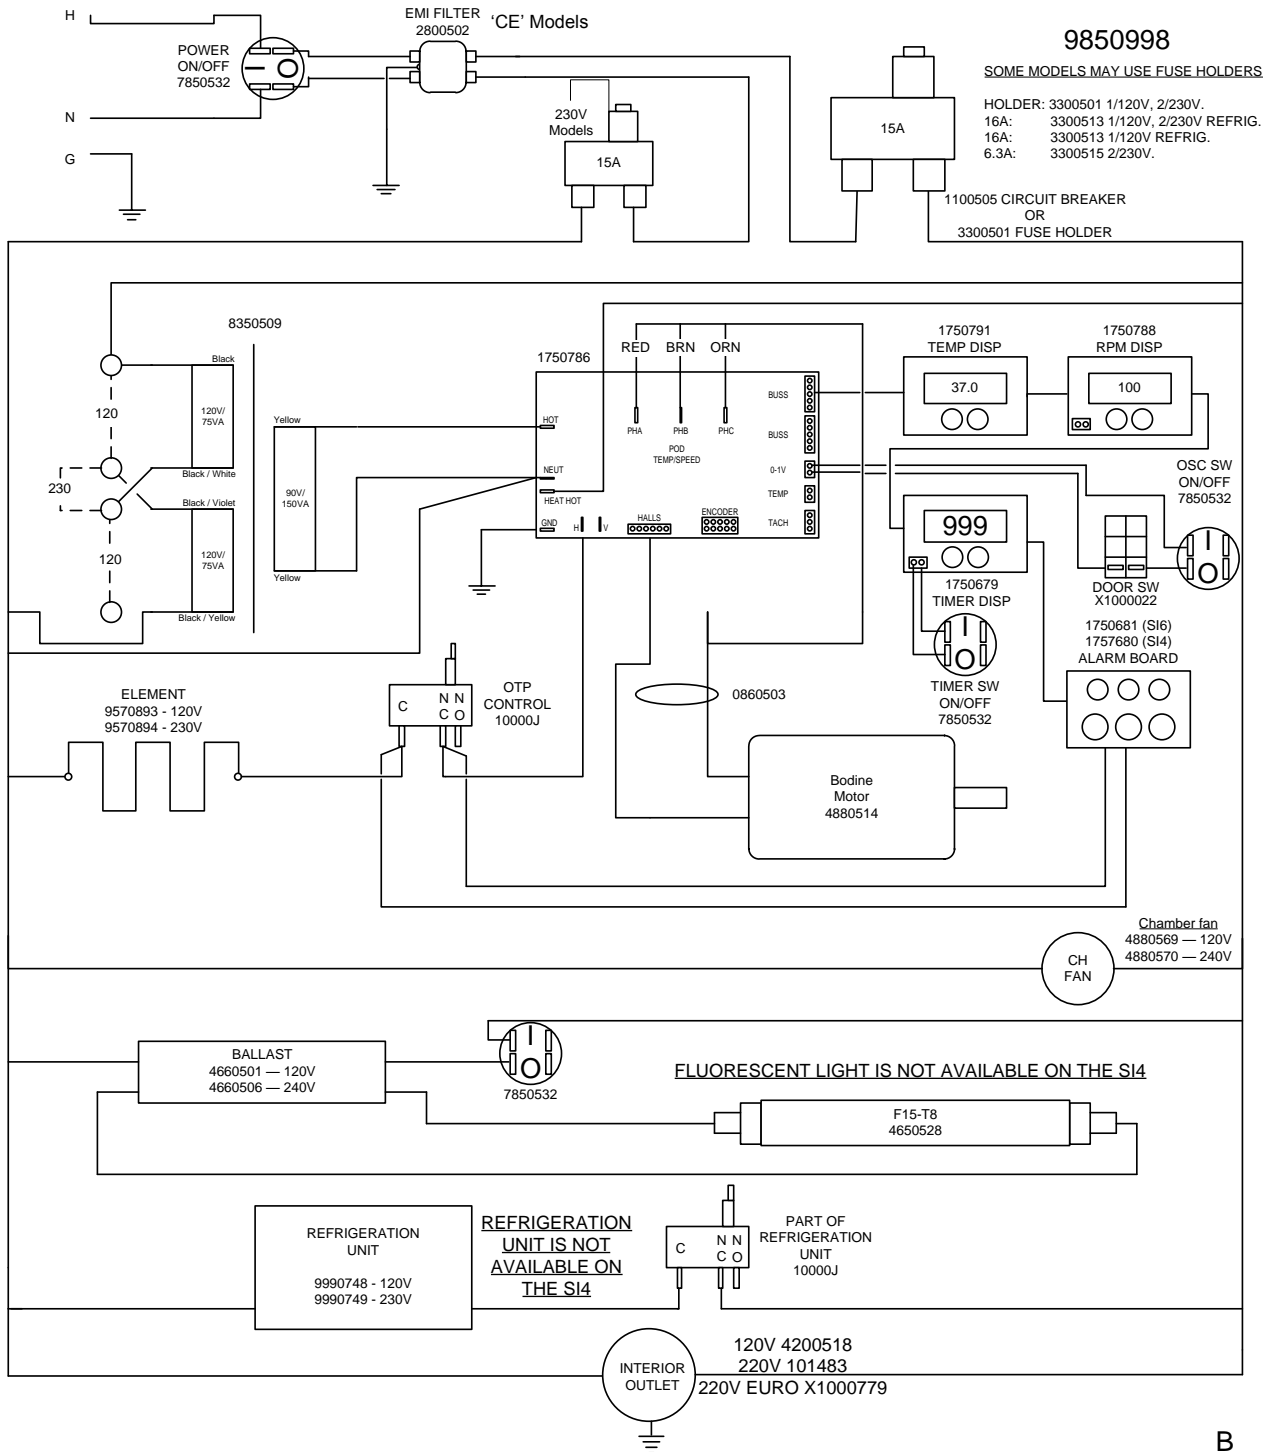 H
EMI FILTER
2800502
'CE' Models
9850998
POWER
ON/OFF
7850532
I O
SOME MODELS MAY USE FUSE HOLDERS
HOLDER: 3300501 1/120V, 2/230V.
16A: 3300513 1/120V, 2/230V REFRIG.
16A: 3300513 1/120V REFRIG.
6.3A: 3300515 2/230V.
N
230V
Models
15A
15A
G
1100505 CIRCUIT BREAKER
OR
3300501 FUSE HOLDER
8350509
Black
120
120V/
75VA
Black / White
230
Black / Violet
120
120V/
75VA
Black / Yellow
Yellow
90V/
150VA
Yellow
1750786
RED BRN ORN
HOT
PHA PHB PHC
POD
TEMP/SPEED
BUSS
BUSS
NEUT
0-1V
HEAT HOT
TEMP
GND
H V
HALLS
ENCODER
TACH
1750791
TEMP DISP
37.0
1750788
RPM DISP
100
OSC SW
ON/OFF
7850532
I
O
999
1750679
TIMER DISP
DOOR SW
X1000022
I
O
TIMER SW
ON/OFF
7850532
1750681 (SI6)
1757680 (SI4)
ALARM BOARD
ELEMENT
9570893 - 120V
9570894 - 230V
C
N N
C O
OTP
CONTROL
10000J
0860503
Bodine
Motor
4880514
Chamber fan
4880569 — 120V
4880570 — 240V
CH
FAN
BALLAST
4660501 — 120V
4660506 — 240V
I
O
7850532
FLUORESCENT LIGHT IS NOT AVAILABLE ON THE SI4
F15-T8
4650528
REFRIGERATION
UNIT
9990748 - 120V
9990749 - 230V
REFRIGERATION
UNIT IS NOT
AVAILABLE ON
THE SI4
C
N N
C O
PART OF
REFRIGERATION
UNIT
10000J
INTERIOR
OUTLET
120V 4200518
220V 101483
220V EURO X1000779
B